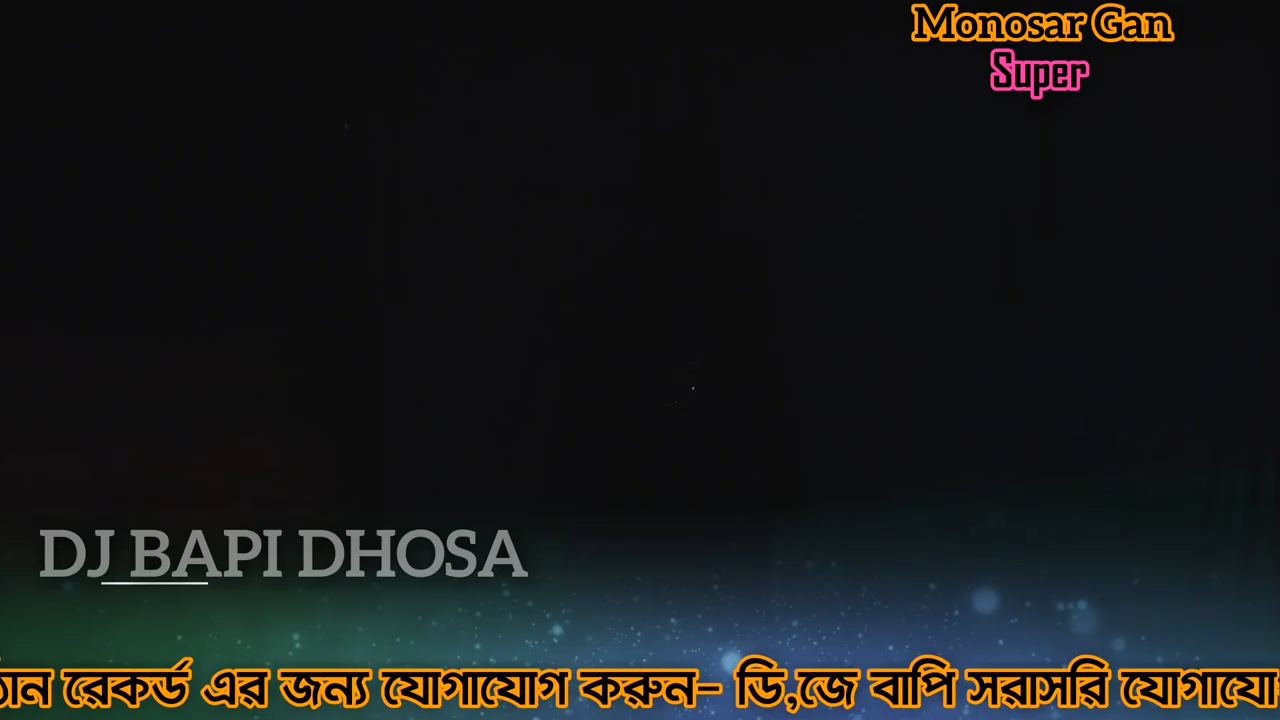 Monosar Gan
Super
DJ BAPI DHOSA
রেকর্ড এর জন্য যোগাযোগ করুন- ডি,জে বাপি সরাসরি